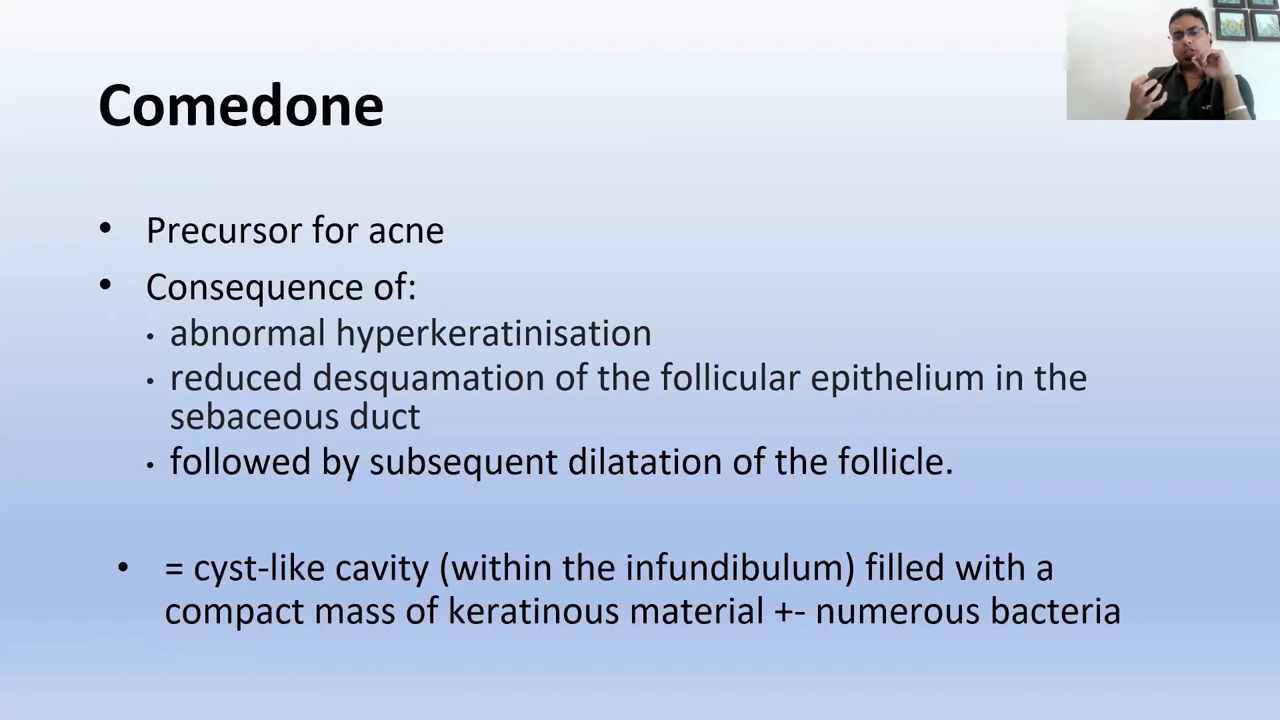 Comedone
• Precursor for acne
• Consequence of:
• abnormal hyperkeratinisation
• reduced desquamation of the follicular epithelium in the
sebaceous duct
• followed by subsequent dilatation of the follicle.
• = cyst-like cavity (within the infundibulum) filled with a
compact mass of keratinous material +- numerous bacteria